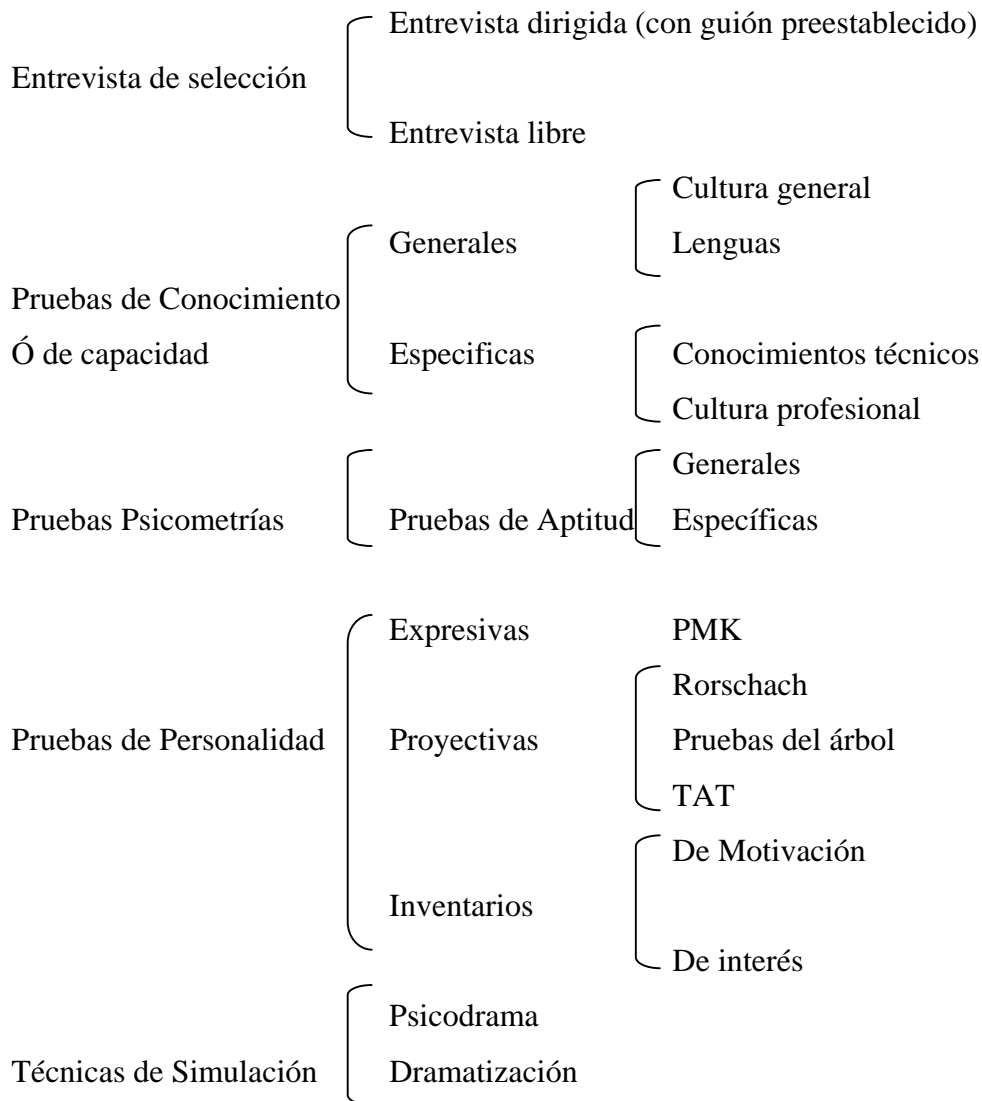 Entrevista dirigida (con guión preestablecido)
Entrevista de selección
Entrevista libre
Cultura general
Generales Lenguas
Pruebas de Conocimiento
Ó de capacidad Especificas Conocimientos técnicos
Cultura profesional
Generales
Pruebas Psicometrías Pruebas de Aptitud Específicas
Expresivas PMK
Rorschach
Pruebas de Personalidad Proyectivas Pruebas del árbol
TAT
De Motivación
Inventarios
De interés
Psicodrama
Técnicas de Simulación Dramatización